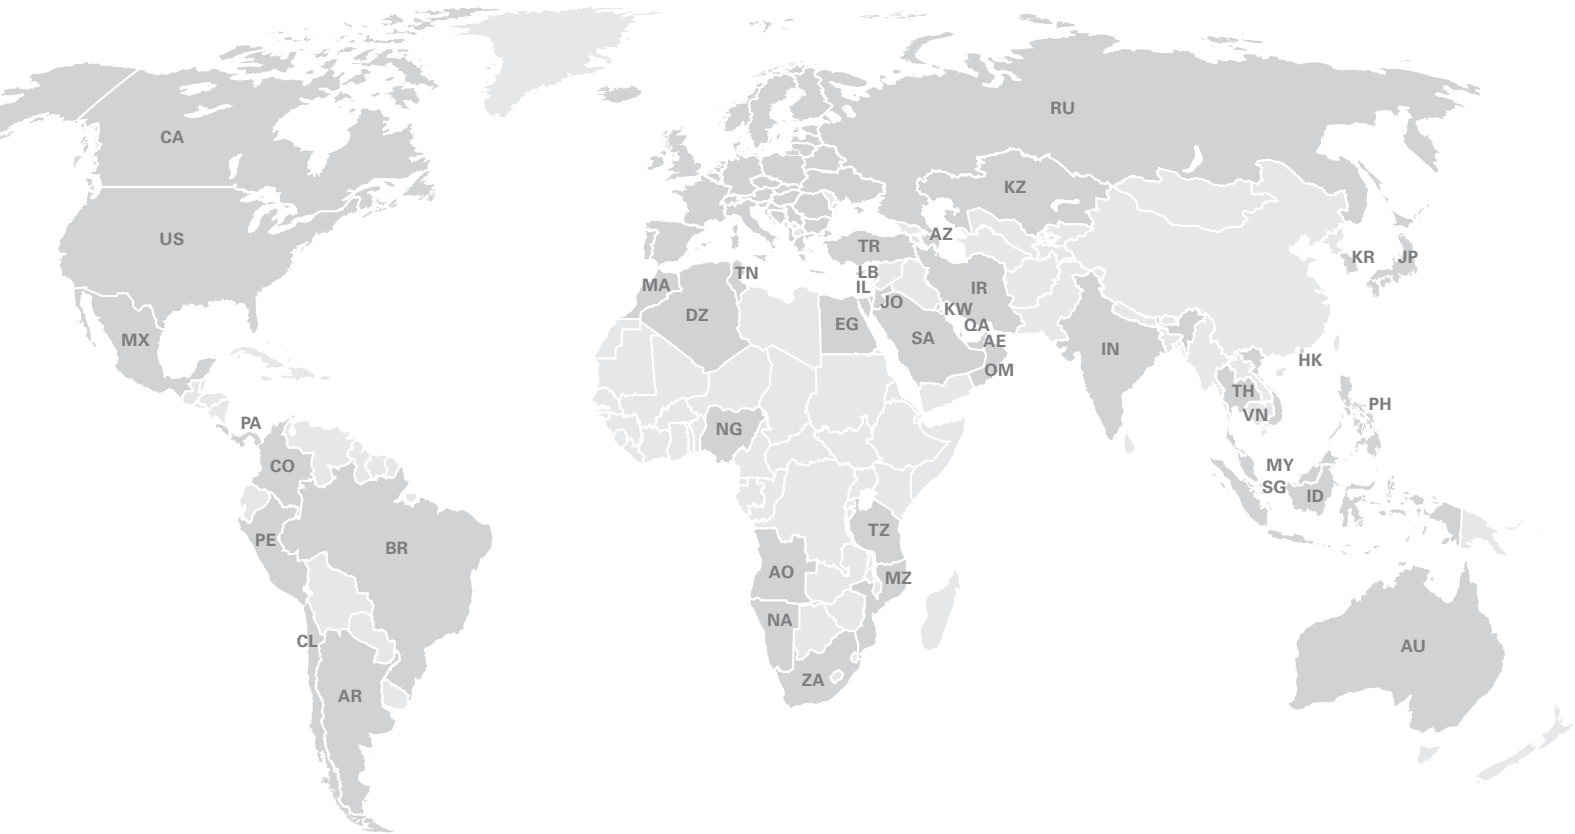 RU
CA
KZ
US
AZ
TR
KR
JP
TN
LB
MA
IL
IR
JO
KW
DZ
EG
QA
SA
MX
AE
IN
HK
OM
TH
PH
VN
PA
NG
CO
MY
SG
ID
TZ
PE
BR
AO
MZ
NA
CL
AU
ZA
AR